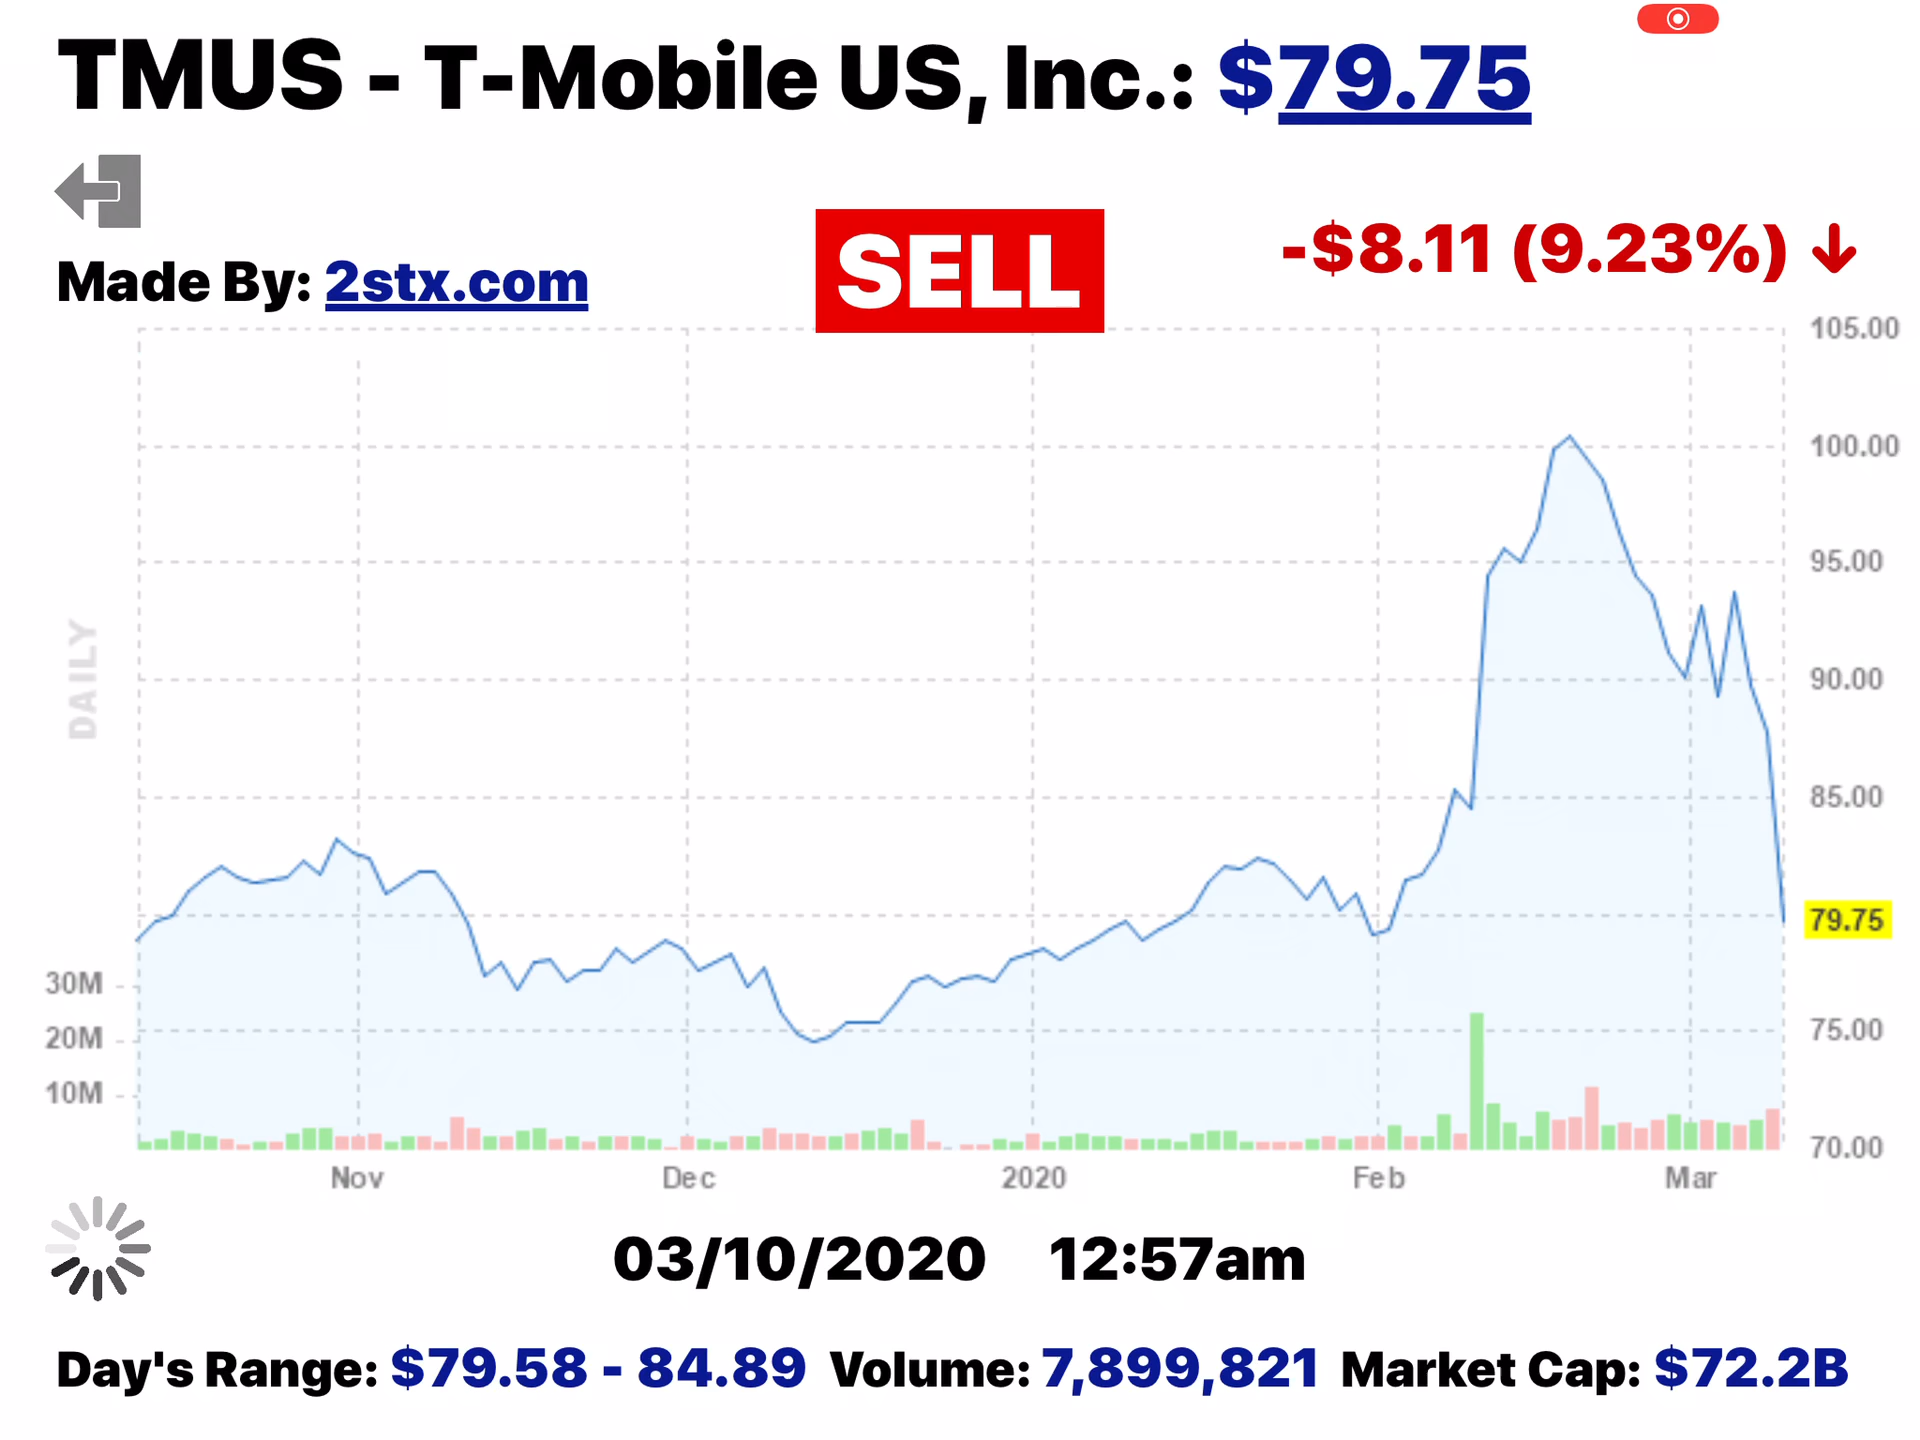 TMUS - T-Mobile US, Inc.: $79.75
SELL
-$8.11 (9.23%) ↓
Made By: 2stx.com
105.00
100.00
95.00
90.00
85.00
79.75
75.00
70.00
DAILY
30M
20M
10M
Nov Dec 2020 Feb Mar
03/10/2020 12:57am
Day's Range: $79.58 - 84.89 Volume: 7,899,821 Market Cap: $72.2B